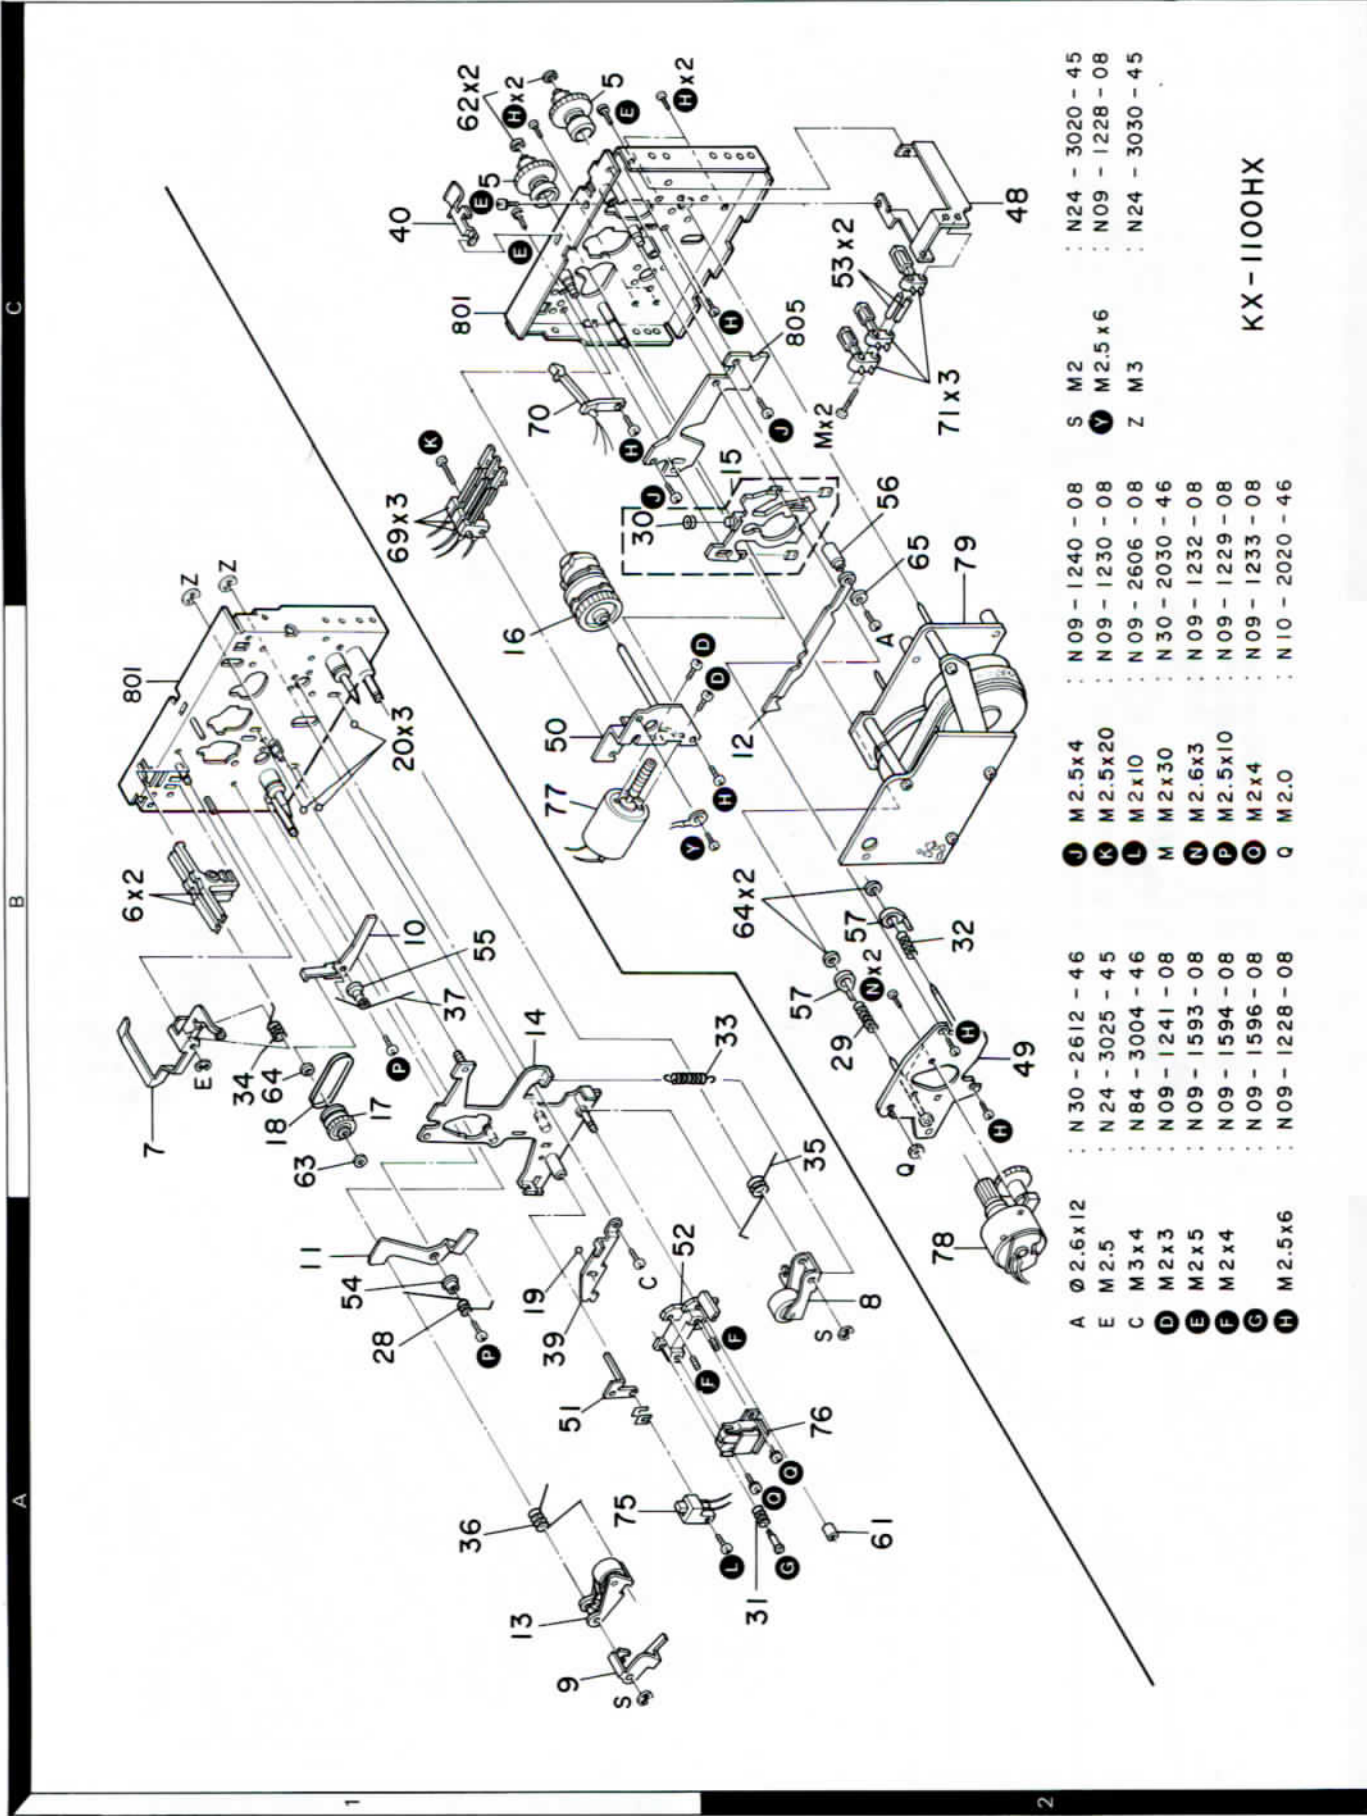 A
B
C
1
2
801
Z
Z
6x2
20x3
7
E
34
64
18
17
63
10
55
37
P
14
33
11
54
28
P
19
39
C
35
52
8
S
F
F
51
76
75
Q
Q
L
G
31
61
36
13
9
S
62x2
H x2
5
5
E
E
E
H x2
40
801
70
H
K
69x3
J
30
15
16
805
J
H
Mx2
53x2
71x3
48
56
65
A
79
12
D
D
50
77
H
Y
64x2
57
57
N x2
29
32
H
49
H
Q
78
A Ø2.6x12 : N30-2612-46
E M2.5 : N24-3025-45
C M3x4 : N84-3004-46
D M2x3 : N09-1241-08
E M2x5 : N09-1593-08
F M2x4 : N09-1594-08
G : N09-1596-08
H M2.5x6 : N09-1228-08
J M2.5x4 : N09-1240-08
K M2.5x20 : N09-1230-08
L M2x10 : N09-2606-08
M M2x30 : N30-2030-46
N M2.6x3 : N09-1232-08
P M2.5x10 : N09-1229-08
Q M2x4 : N09-1233-08
Q M2.0 : N10-2020-46
S M2 : N24-3020-45
Y M2.5x6 : N09-1228-08
Z M3 : N24-3030-45
KX-1100HX